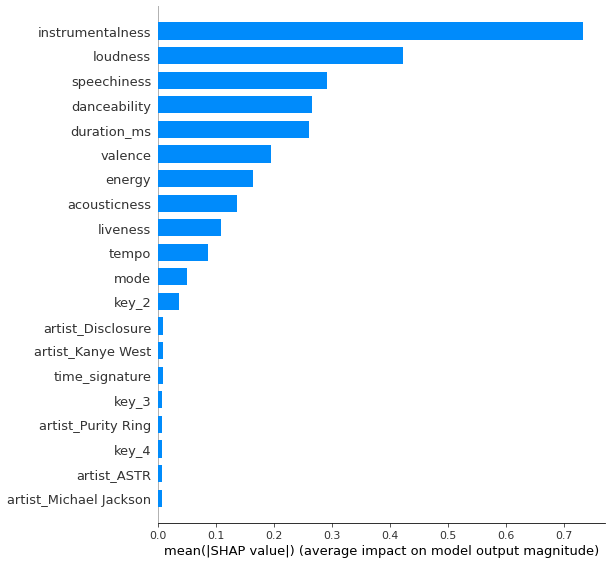 instrumentalness
loudness
speechiness
danceability
duration_ms
valence
energy
acousticness
liveness
tempo
mode
key_2
artist_Disclosure
artist_Kanye West
time_signature
key_3
artist_Purity Ring
key_4
artist_ASTR
artist_Michael Jackson
0.0 0.1 0.2 0.3 0.4 0.5 0.6 0.7
mean(|SHAP value|) (average impact on model output magnitude)